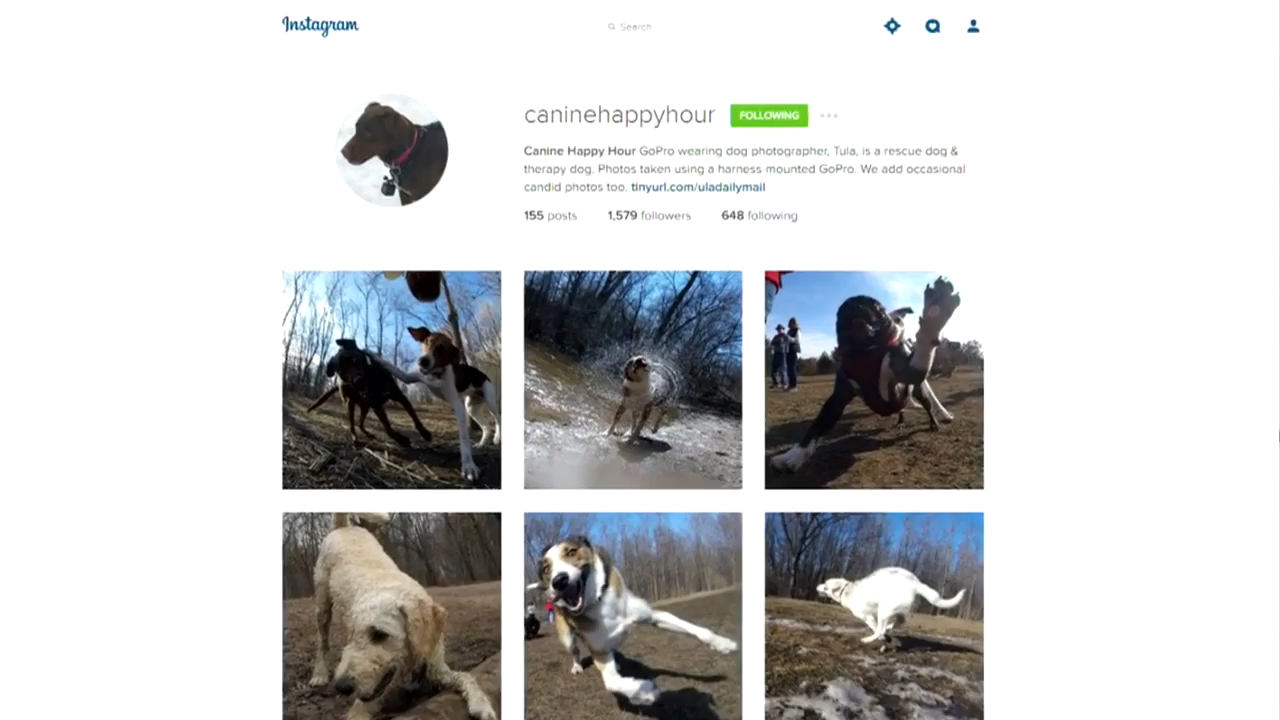 Instagram
Search
caninehappyhour FOLLOWING
Canine Happy Hour GoPro wearing dog photographer, Tula, is a rescue dog &
therapy dog. Photos taken using a harness mounted GoPro. We add occasional
candid photos too. tinyurl.com/uladailymail
155 posts 1,579 followers 648 following